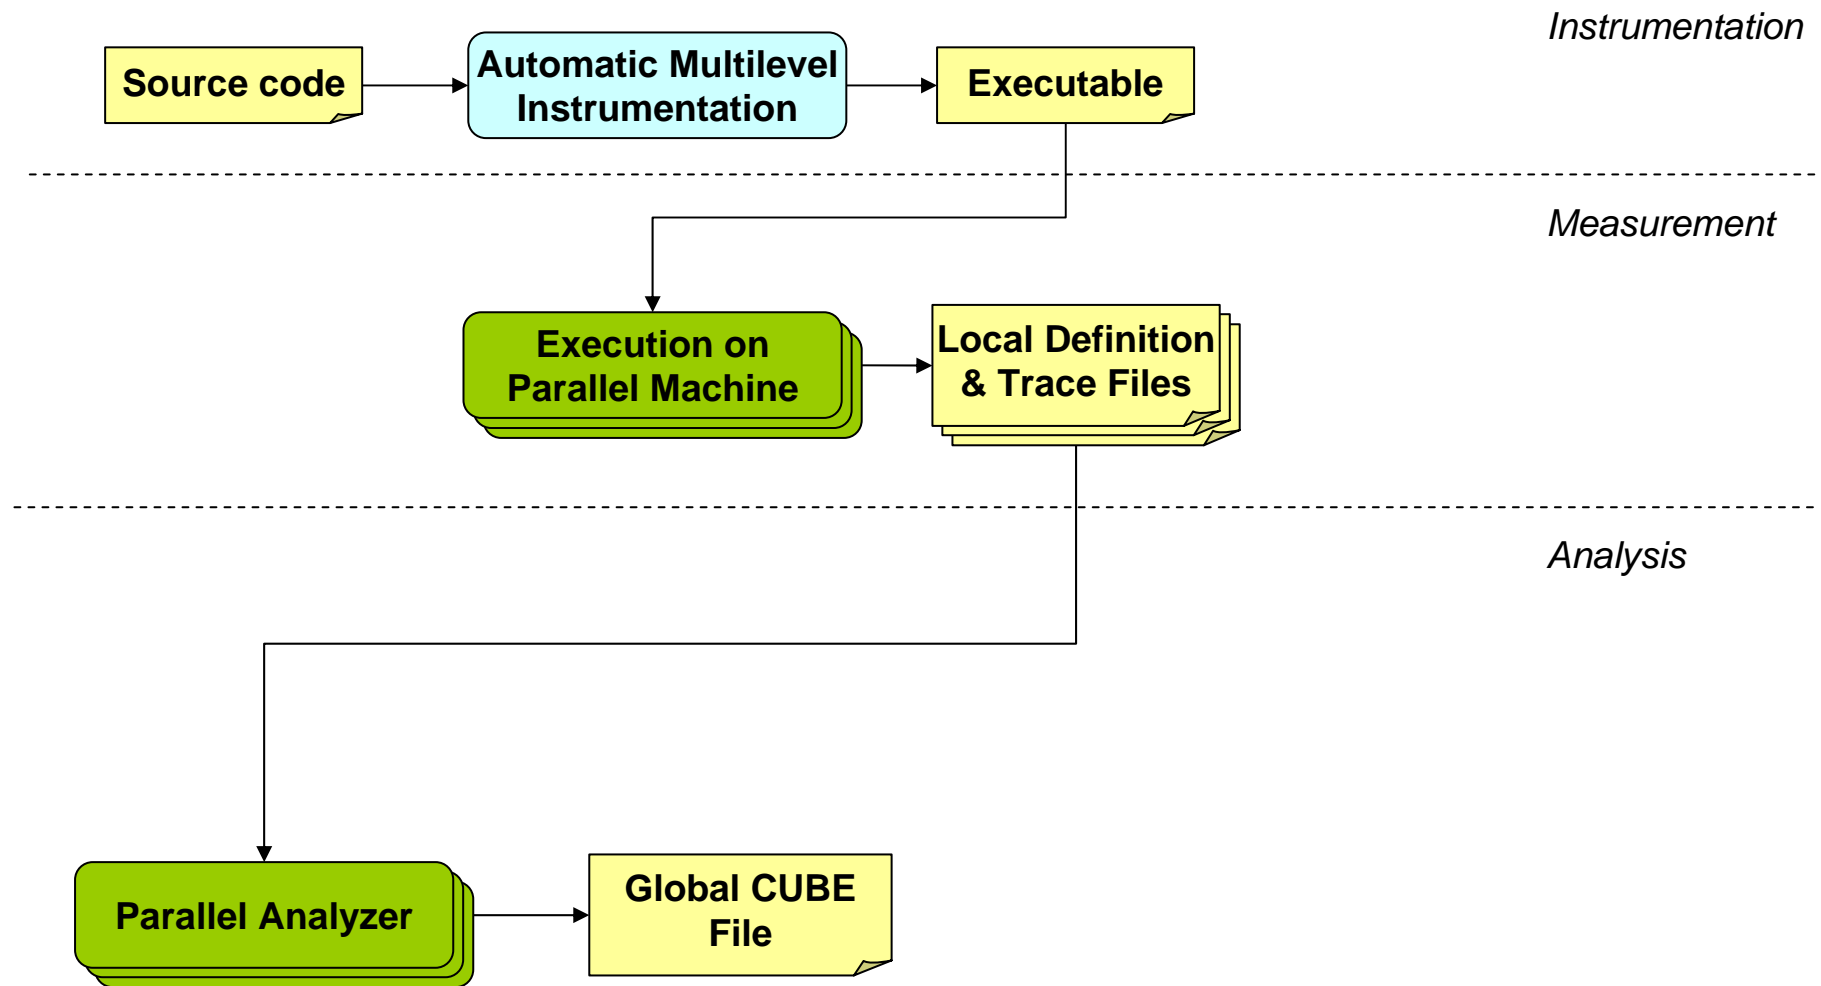 Instrumentation
Source code
Automatic Multilevel
Instrumentation
Executable
Measurement
Execution on
Parallel Machine
Local Definition
& Trace Files
Analysis
Parallel Analyzer
Global CUBE
File